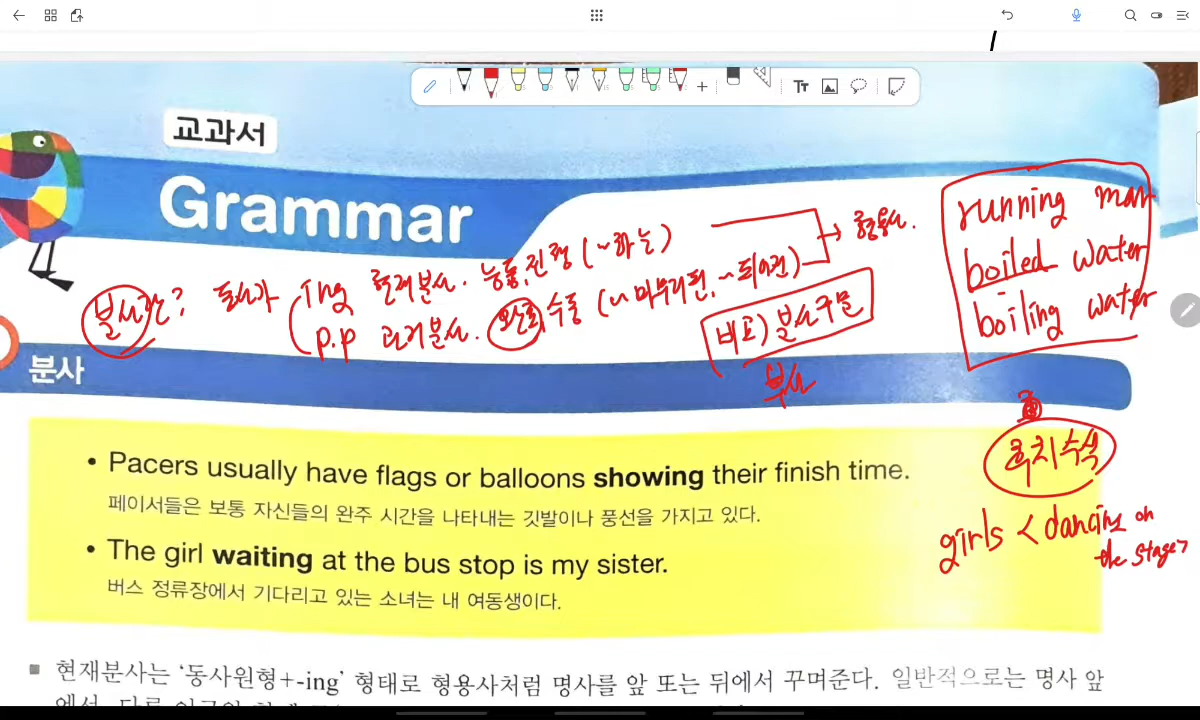 교과서
Grammar
running man
boiled water
boiling water
분사란? 동사가
ing 현재분사. 능동, 진행 (~하는)
p.p 과거분사. 완료, 수동 (~마무리된, ~되어진)
형용사.
비교) 분사구문
부사
분사
후치수식
girls < dancing on
the stage>
• Pacers usually have flags or balloons showing their finish time.
페이서들은 보통 자신들의 완주 시간을 나타내는 깃발이나 풍선을 가지고 있다.
• The girl waiting at the bus stop is my sister.
버스 정류장에서 기다리고 있는 소녀는 내 여동생이다.
■ 현재분사는 ‘동사원형+-ing’ 형태로 형용사처럼 명사를 앞 또는 뒤에서 꾸며준다. 일반적으로는 명사 앞